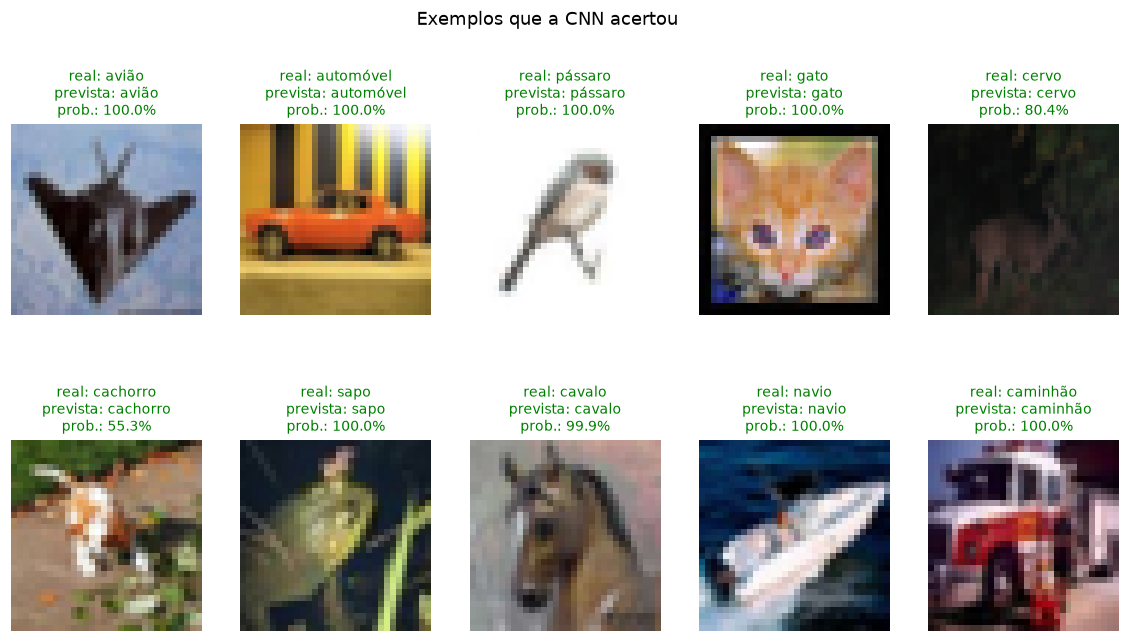 Exemplos que a CNN acertou
real: avião
prevista: avião
prob.: 100.0%
real: automóvel
prevista: automóvel
prob.: 100.0%
real: pássaro
prevista: pássaro
prob.: 100.0%
real: gato
prevista: gato
prob.: 100.0%
real: cervo
prevista: cervo
prob.: 80.4%
real: cachorro
prevista: cachorro
prob.: 55.3%
real: sapo
prevista: sapo
prob.: 100.0%
real: cavalo
prevista: cavalo
prob.: 99.9%
real: navio
prevista: navio
prob.: 100.0%
real: caminhão
prevista: caminhão
prob.: 100.0%